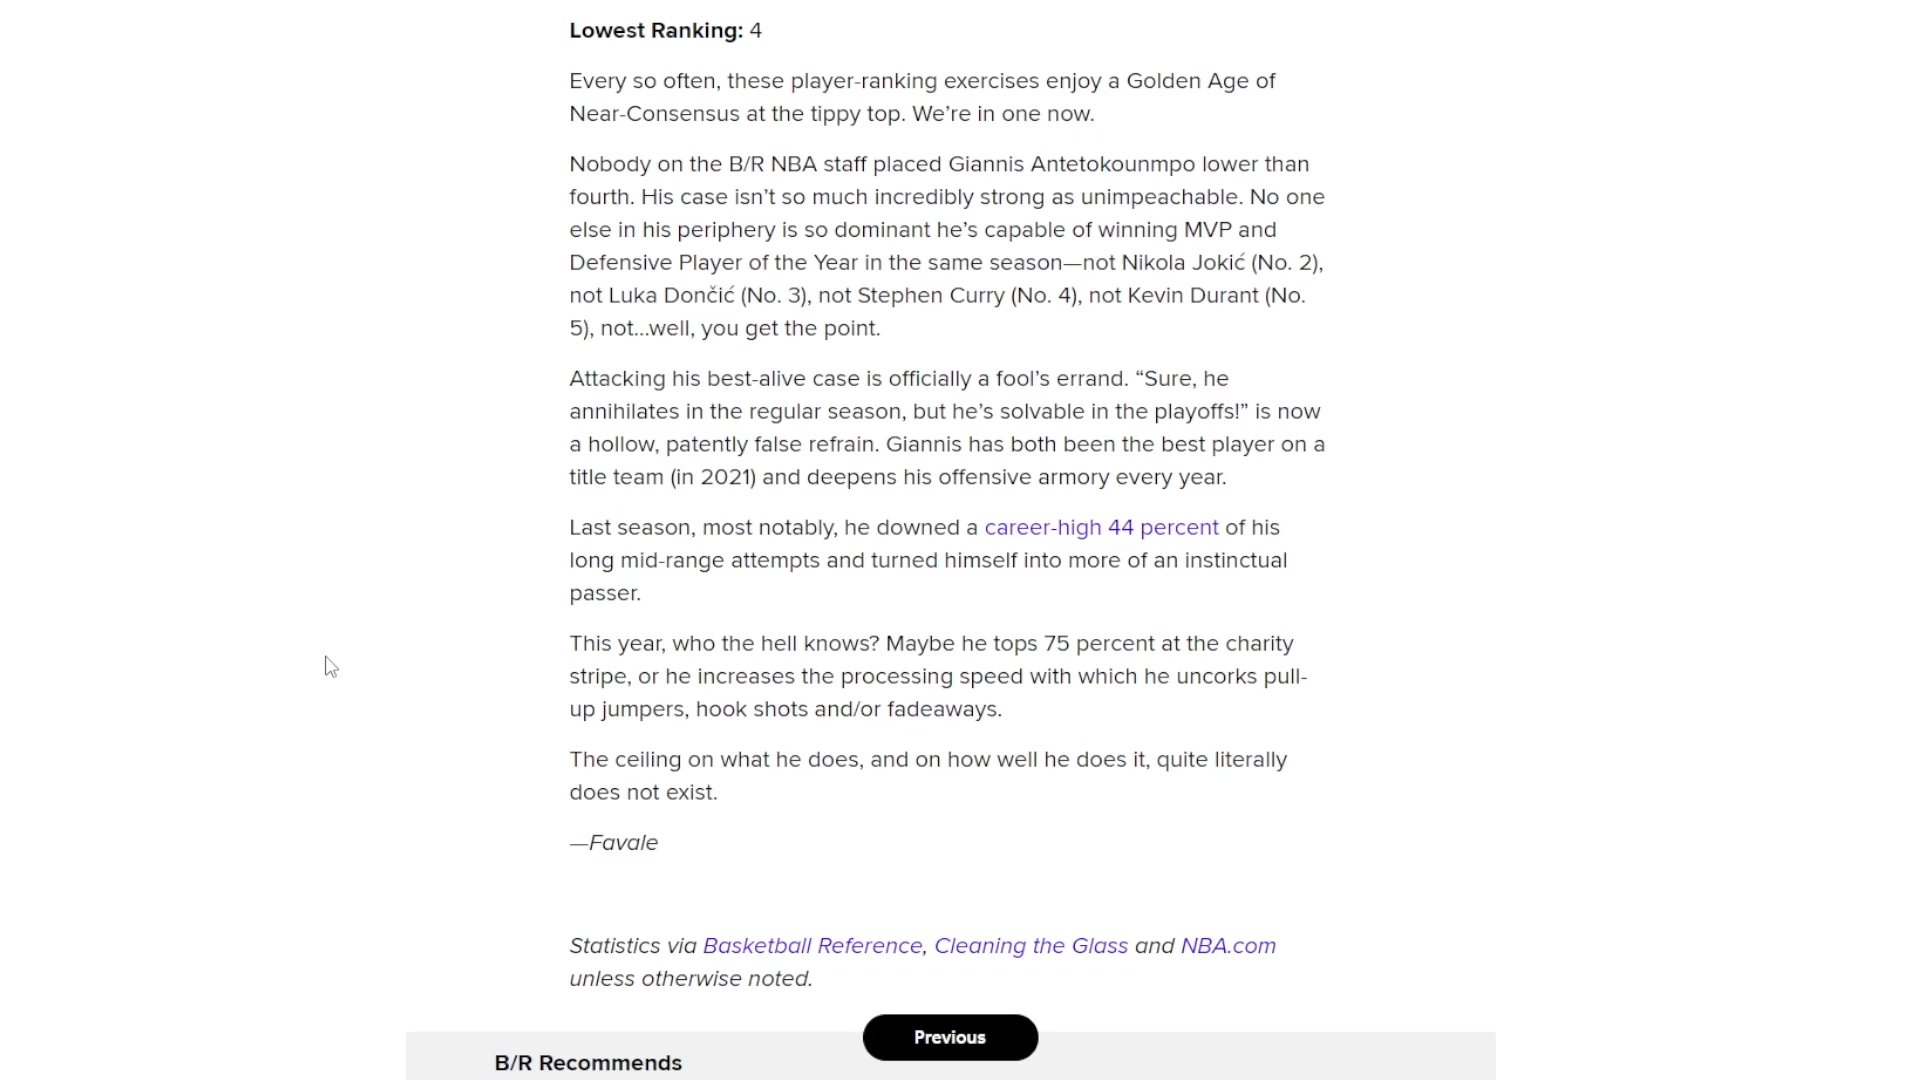 Lowest Ranking: 4
Every so often, these player-ranking exercises enjoy a Golden Age of
Near-Consensus at the tippy top. We’re in one now.
Nobody on the B/R NBA staff placed Giannis Antetokounmpo lower than
fourth. His case isn’t so much incredibly strong as unimpeachable. No one
else in his periphery is so dominant he’s capable of winning MVP and
Defensive Player of the Year in the same season—not Nikola Jokić (No. 2),
not Luka Dončić (No. 3), not Stephen Curry (No. 4), not Kevin Durant (No.
5), not...well, you get the point.
Attacking his best-alive case is officially a fool’s errand. “Sure, he
annihilates in the regular season, but he’s solvable in the playoffs!” is now
a hollow, patently false refrain. Giannis has both been the best player on a
title team (in 2021) and deepens his offensive armory every year.
Last season, most notably, he downed a career-high 44 percent of his
long mid-range attempts and turned himself into more of an instinctual
passer.
This year, who the hell knows? Maybe he tops 75 percent at the charity
stripe, or he increases the processing speed with which he uncorks pull-
up jumpers, hook shots and/or fadeaways.
The ceiling on what he does, and on how well he does it, quite literally
does not exist.
—Favale
Statistics via Basketball Reference, Cleaning the Glass and NBA.com
unless otherwise noted.
Previous
B/R Recommends